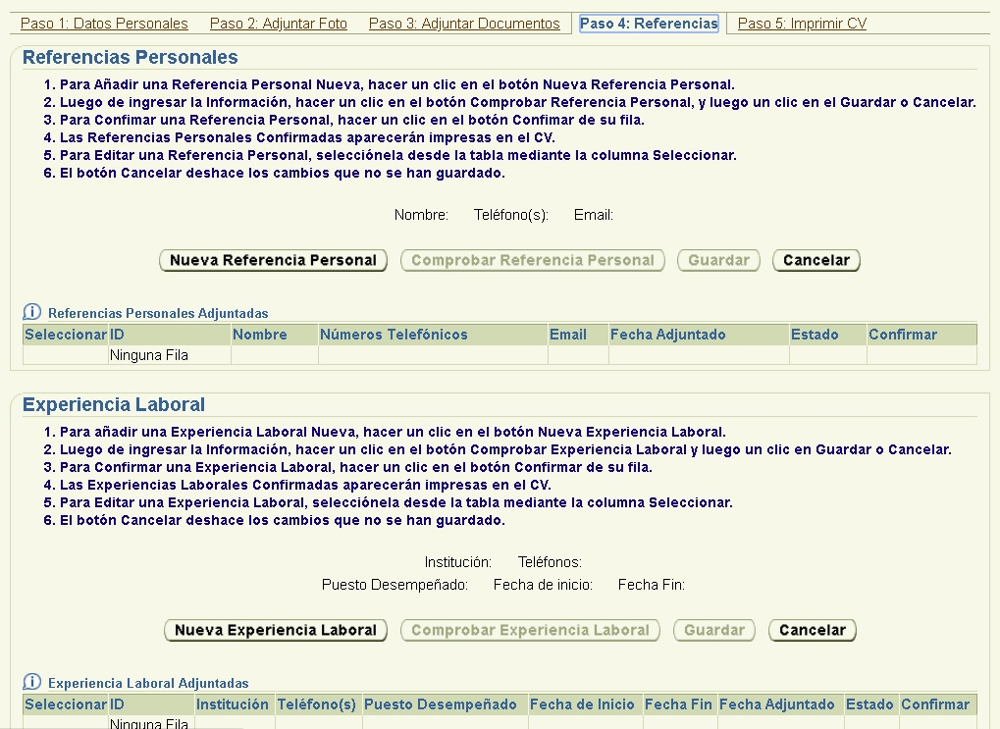 Paso 1: Datos Personales Paso 2: Adjuntar Foto Paso 3: Adjuntar Documentos Paso 4: Referencias Paso 5: Imprimir CV
Referencias Personales
1. Para Añadir una Referencia Personal Nueva, hacer un clic en el botón Nueva Referencia Personal.
2. Luego de ingresar la Información, hacer un clic en el botón Comprobar Referencia Personal, y luego un clic en el Guardar o Cancelar.
3. Para Confimar una Referencia Personal, hacer un clic en el botón Confimar de su fila.
4. Las Referencias Personales Confirmadas aparecerán impresas en el CV.
5. Para Editar una Referencia Personal, selecciónela desde la tabla mediante la columna Seleccionar.
6. El botón Cancelar deshace los cambios que no se han guardado.
Nombre: Teléfono(s): Email:
Nueva Referencia Personal Comprobar Referencia Personal Guardar Cancelar
Referencias Personales Adjuntadas
Seleccionar ID Nombre Números Telefónicos Email Fecha Adjuntado Estado Confirmar
Ninguna Fila
Experiencia Laboral
1. Para añadir una Experiencia Laboral Nueva, hacer un clic en el botón Nueva Experiencia Laboral.
2. Luego de ingresar la Información, hacer un clic en el botón Comprobar Experiencia Laboral y luego un clic en Guardar o Cancelar.
3. Para Confirmar una Experiencia Laboral, hacer un clic en el botón Confirmar de su fila.
4. Las Experiencias Laborales Confirmadas aparecerán impresas en el CV.
5. Para Editar una Experiencia Laboral, selecciónela desde la tabla mediante la columna Seleccionar.
6. El botón Cancelar deshace los cambios que no se han guardado.
Institución: Teléfonos:
Puesto Desempeñado: Fecha de inicio: Fecha Fin:
Nueva Experiencia Laboral Comprobar Experiencia Laboral Guardar Cancelar
Experiencia Laboral Adjuntadas
Seleccionar ID Institución Teléfono(s) Puesto Desempeñado Fecha de Inicio Fecha Fin Fecha Adjuntado Estado Confirmar
Ninguna Fila